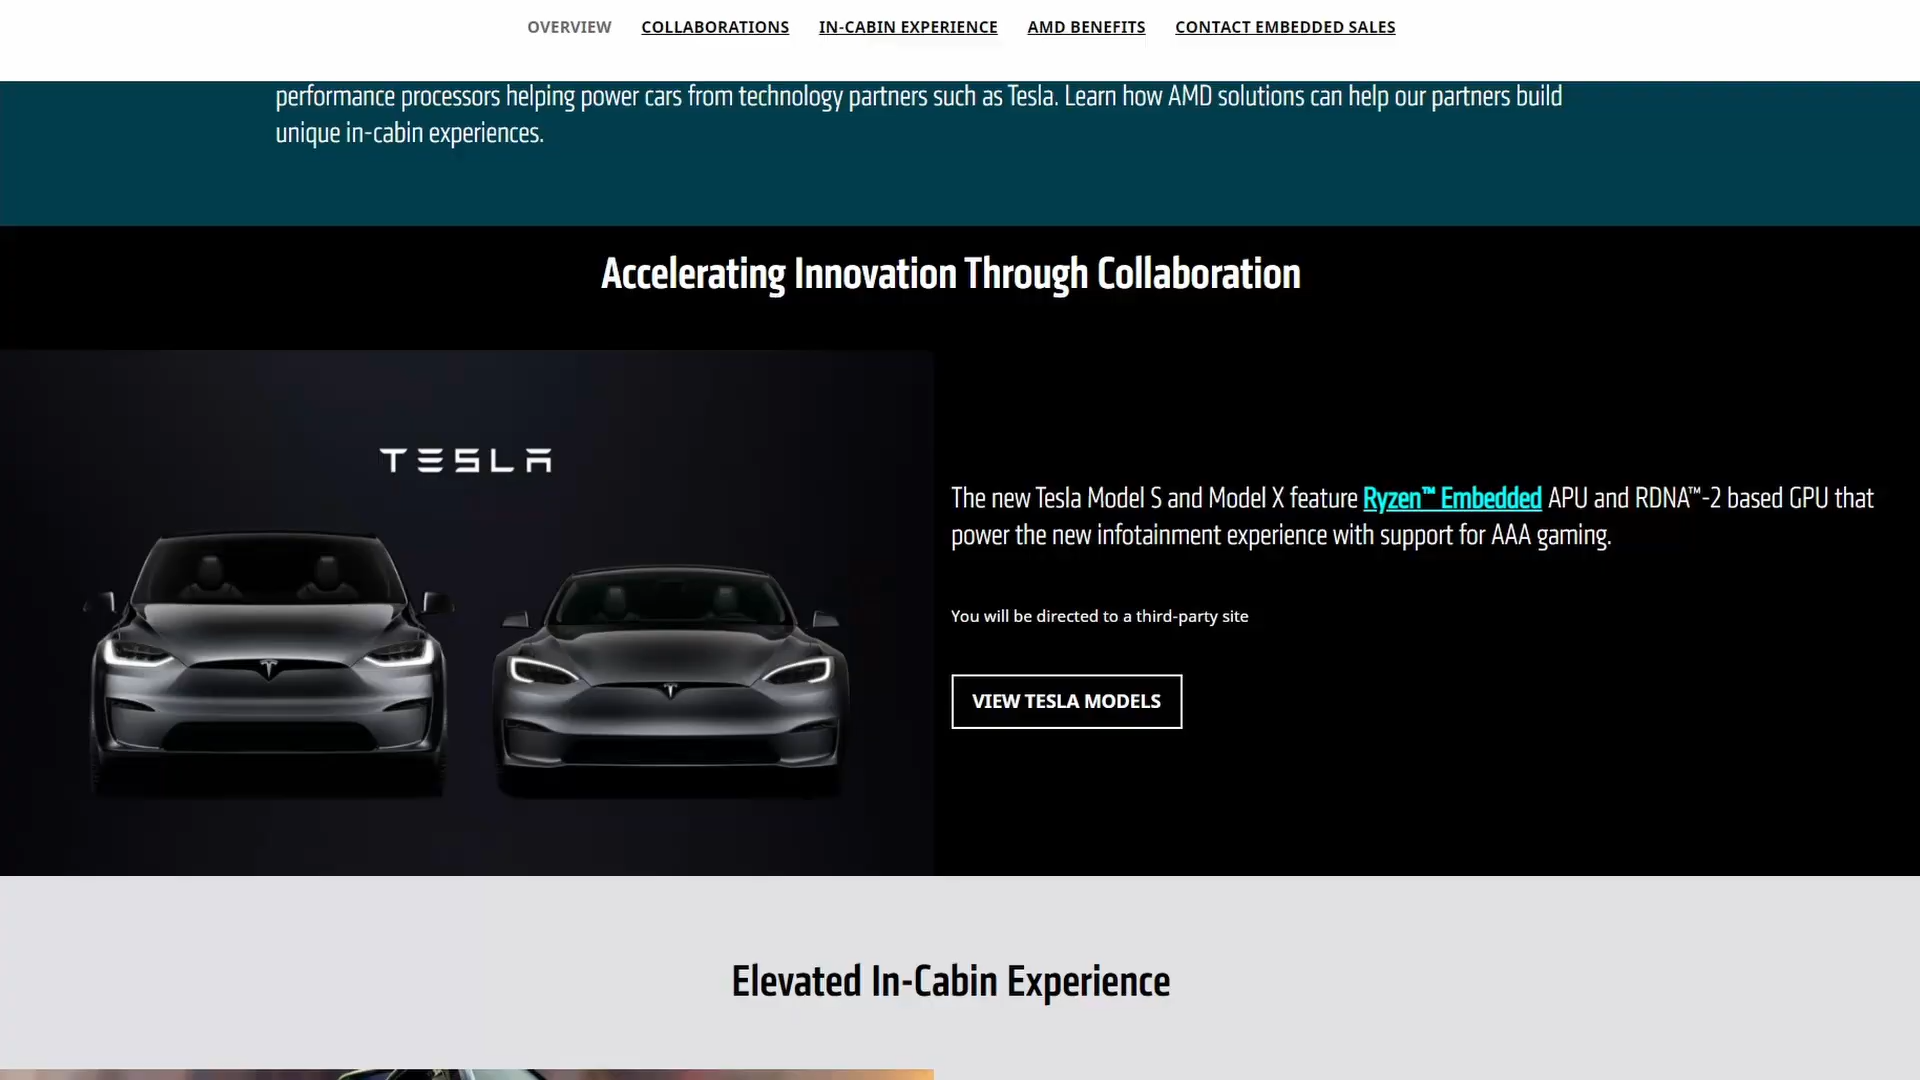 OVERVIEW COLLABORATIONS IN-CABIN EXPERIENCE AMD BENEFITS CONTACT EMBEDDED SALES
performance processors helping power cars from technology partners such as Tesla. Learn how AMD solutions can help our partners build
unique in-cabin experiences.
Accelerating Innovation Through Collaboration
TESLA
The new Tesla Model S and Model X feature Ryzen™ Embedded APU and RDNA™-2 based GPU that
power the new infotainment experience with support for AAA gaming.
You will be directed to a third-party site
VIEW TESLA MODELS
Elevated In-Cabin Experience